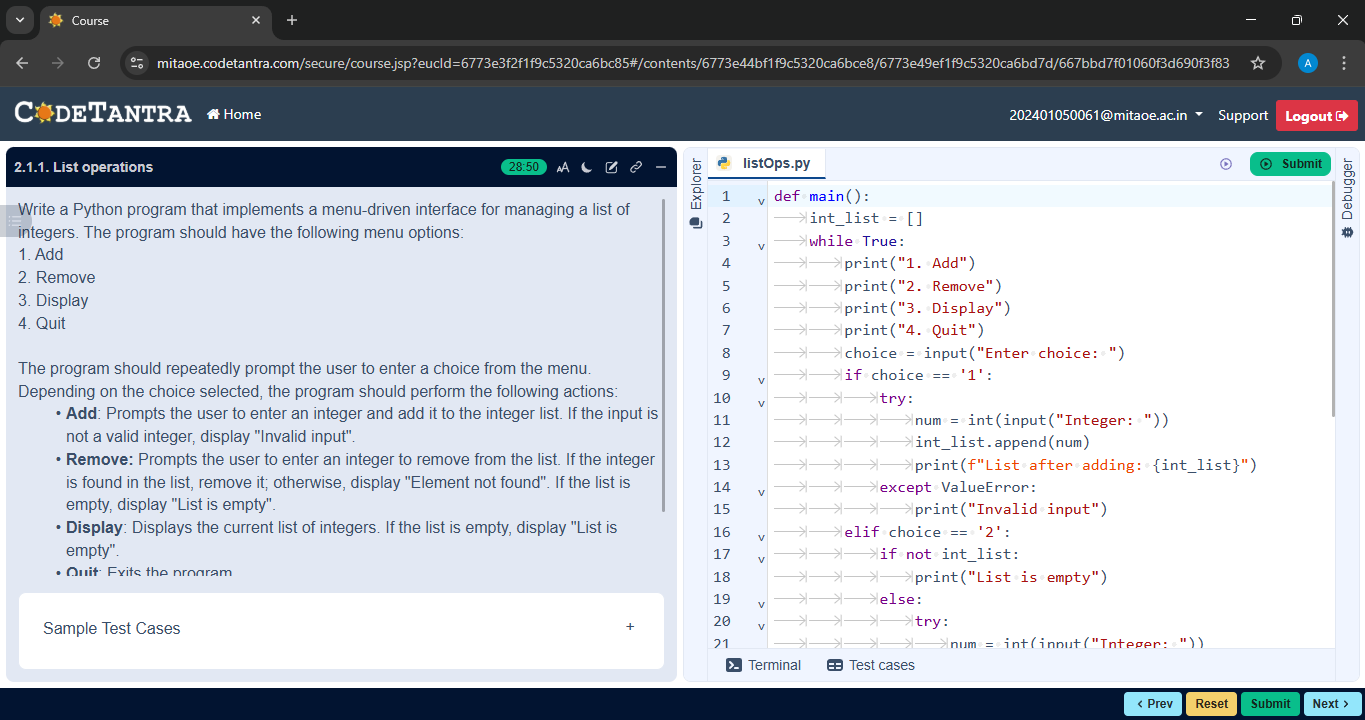 Course
mitaoe.codetantra.com/secure/course.jsp?eucId=6773e3f2f1f9c5320ca6bc85#/contents/6773e44bf1f9c5320ca6bce8/6773e49ef1f9c5320ca6bd7d/667bbd7f01060f3d690f3f83
A
CODETANTRA
Home
202401050061@mitaoe.ac.in
Support
Logout
2.1.1. List operations
28:50
AA
Write a Python program that implements a menu-driven interface for managing a list of
integers. The program should have the following menu options:
1. Add
2. Remove
3. Display
4. Quit
The program should repeatedly prompt the user to enter a choice from the menu.
Depending on the choice selected, the program should perform the following actions:
• Add: Prompts the user to enter an integer and add it to the integer list. If the input is
not a valid integer, display "Invalid input".
• Remove: Prompts the user to enter an integer to remove from the list. If the integer
is found in the list, remove it; otherwise, display "Element not found". If the list is
empty, display "List is empty".
• Display: Displays the current list of integers. If the list is empty, display "List is
empty".
• Quit: Exits the program
Sample Test Cases
+
Explorer
listOps.py
Submit
Debugger
1 def main():
2 int_list = []
3 while True:
4 print("1. Add")
5 print("2. Remove")
6 print("3. Display")
7 print("4. Quit")
8 choice = input("Enter choice: ")
9 if choice == '1':
10 try:
11 num = int(input("Integer: "))
12 int_list.append(num)
13 print(f"List after adding: {int_list}")
14 except ValueError:
15 print("Invalid input")
16 elif choice == '2':
17 if not int_list:
18 print("List is empty")
19 else:
20 try:
21 num = int(input("Integer: "))
Terminal
Test cases
< Prev
Reset
Submit
Next >